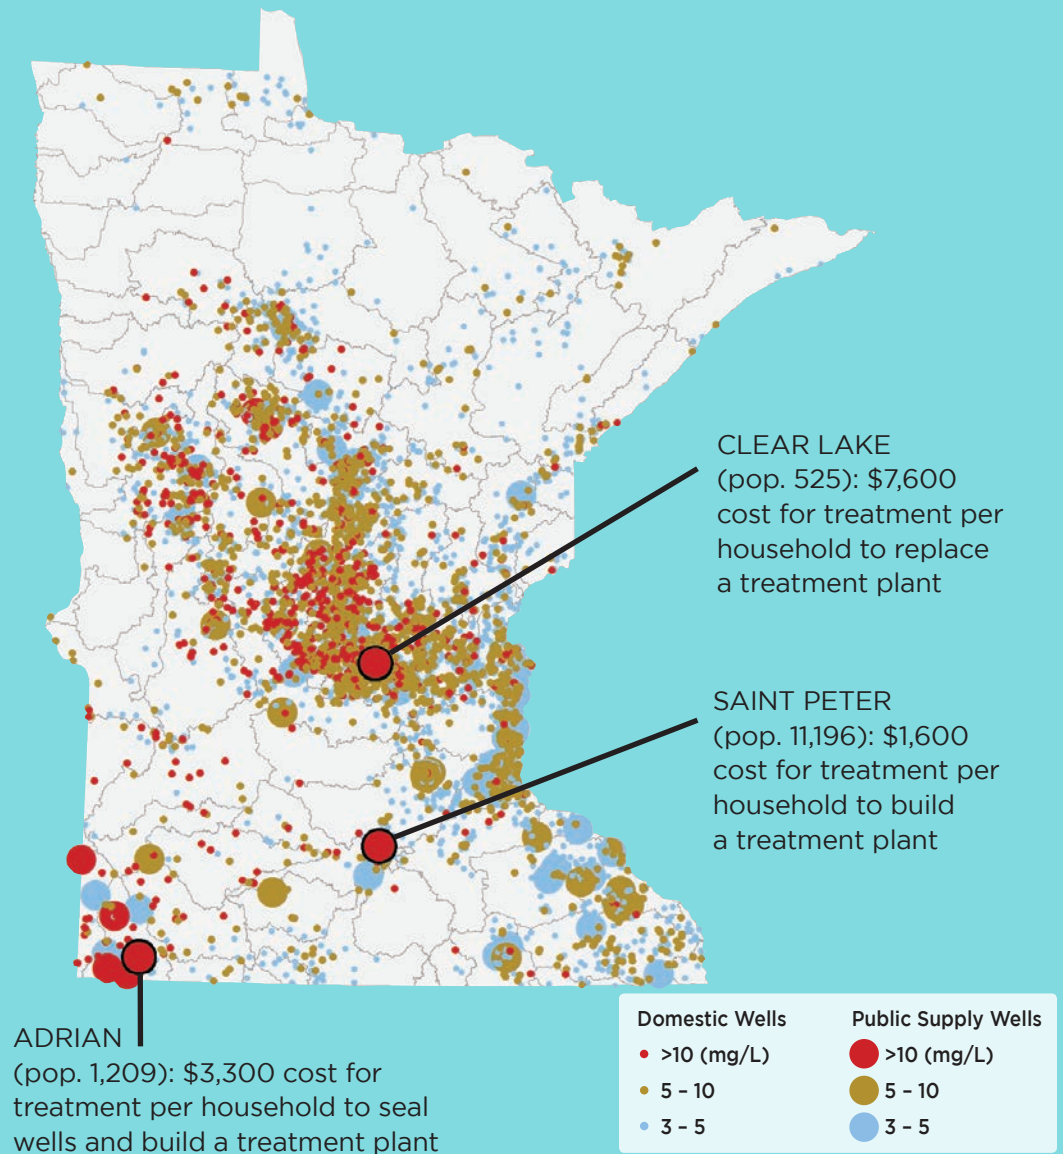 CLEAR LAKE
(pop. 525): $7,600
cost for treatment per
household to replace
a treatment plant
SAINT PETER
(pop. 11,196): $1,600
cost for treatment per
household to build
a treatment plant
ADRIAN
(pop. 1,209): $3,300 cost for
treatment per household to seal
wells and build a treatment plant
Domestic Wells
>10 (mg/L)
5 – 10
3 – 5
Public Supply Wells
>10 (mg/L)
5 – 10
3 – 5